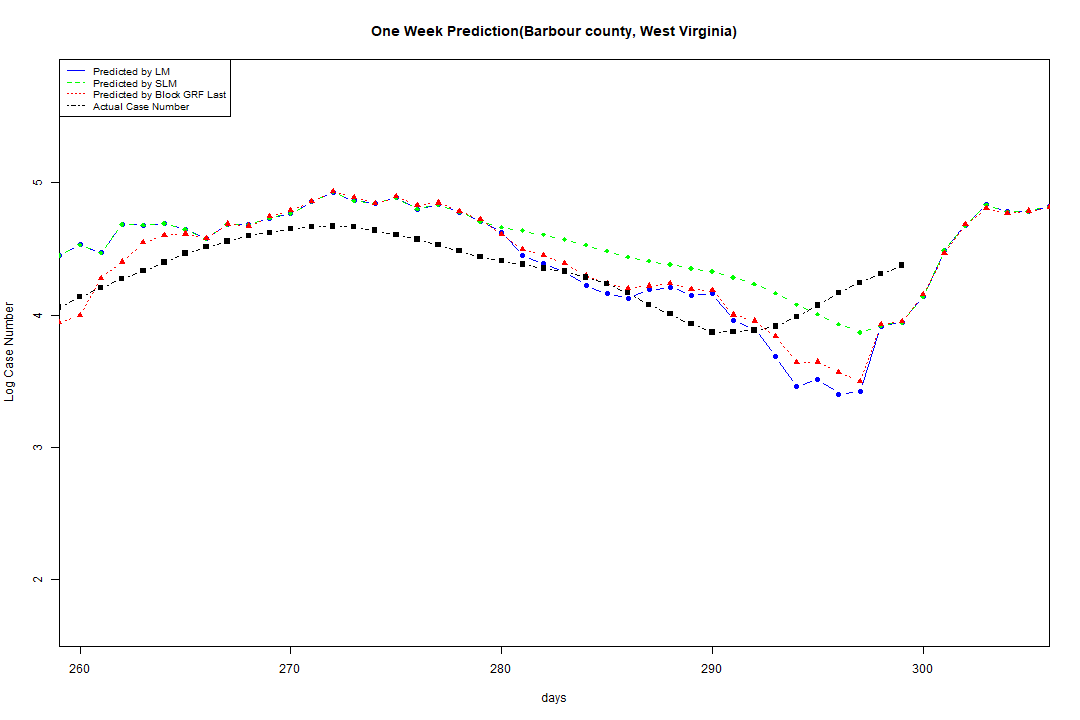 One Week Prediction(Barbour county, West Virginia)
Predicted by LM
Predicted by SLM
Predicted by Block GRF Last
Actual Case Number
Log Case Number
5
4
3
2
260 270 280 290 300
days